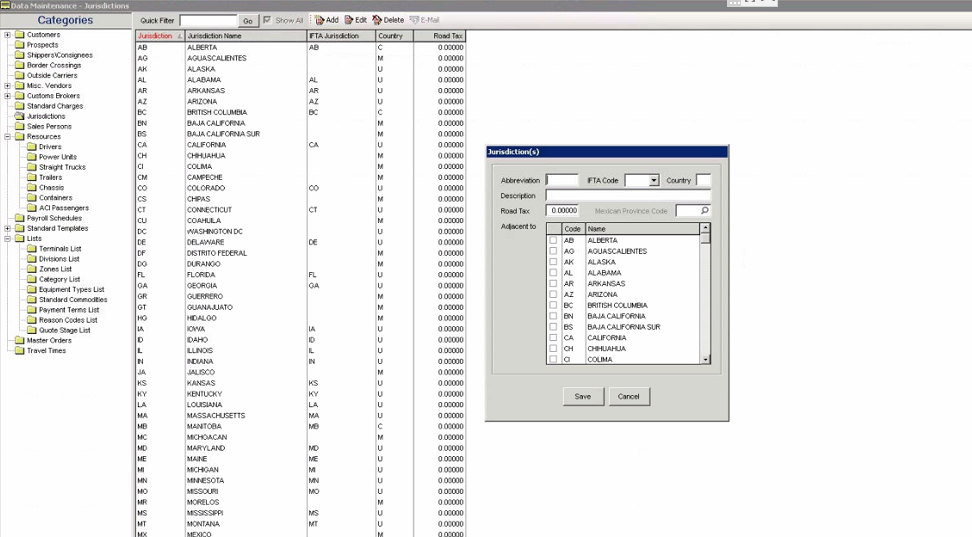 Data Maintenance - Jurisdictions
Categories
Quick Filter Go Show All Add Edit Delete E-Mail
Customers
Prospects
Shippers\Consignees
Border Crossings
Outside Carriers
Misc. Vendors
Customs Brokers
Standard Charges
Jurisdictions
Sales Persons
Resources
Drivers
Power Units
Straight Trucks
Trailers
Chassis
Containers
ACI Passengers
Payroll Schedules
Standard Templates
Lists
Terminals List
Divisions List
Zones List
Category List
Equipment Types List
Standard Commodities
Payment Terms List
Reason Codes List
Quote Stage List
Master Orders
Travel Times
Jurisdiction Jurisdiction Name IFTA Jurisdiction Country Road Tax
AB ALBERTA AB C 0.00000
AG AGUASCALIENTES M 0.00000
AK ALASKA U 0.00000
AL ALABAMA AL U 0.00000
AR ARKANSAS AR U 0.00000
AZ ARIZONA AZ U 0.00000
BC BRITISH COLUMBIA BC C 0.00000
BN BAJA CALIFORNIA M 0.00000
BS BAJA CALIFORNIA SUR M 0.00000
CA CALIFORNIA CA U 0.00000
CH CHIHUAHUA M 0.00000
CI COLIMA M 0.00000
CM CAMPECHE M 0.00000
CO COLORADO CO U 0.00000
CS CHIPAS M 0.00000
CT CONNECTICUT CT U 0.00000
CU COAHUILA M 0.00000
DC WASHINGTON DC U 0.00000
DE DELAWARE DE U 0.00000
DF DISTRITO FEDERAL M 0.00000
DG DURANGO M 0.00000
FL FLORIDA FL U 0.00000
GA GEORGIA GA U 0.00000
GR GUERRERO M 0.00000
GT GUANAJUATO M 0.00000
HG HIDALGO M 0.00000
IA IOWA IA U 0.00000
ID IDAHO ID U 0.00000
IL ILLINOIS IL U 0.00000
IN INDIANA IN U 0.00000
JA JALISCO M 0.00000
KS KANSAS KS U 0.00000
KY KENTUCKY KY U 0.00000
LA LOUISIANA LA U 0.00000
MA MASSACHUSETTS MA U 0.00000
MB MANITOBA MB C 0.00000
MC MICHOACAN M 0.00000
MD MARYLAND MD U 0.00000
ME MAINE ME U 0.00000
MI MICHIGAN MI U 0.00000
MN MINNESOTA MN U 0.00000
MO MISSOURI MO U 0.00000
MR MORELOS M 0.00000
MS MISSISSIPPI MS U 0.00000
MT MONTANA MT U 0.00000
MX MEXICO M 0.00000
Jurisdiction(s)
Abbreviation IFTA Code Country
Description
Road Tax 0.00000 Mexican Province Code
Adjacent to
Code Name
AB ALBERTA
AG AGUASCALIENTES
AK ALASKA
AL ALABAMA
AR ARKANSAS
AZ ARIZONA
BC BRITISH COLUMBIA
BN BAJA CALIFORNIA
BS BAJA CALIFORNIA SUR
CA CALIFORNIA
CH CHIHUAHUA
CI COLIMA
Save Cancel